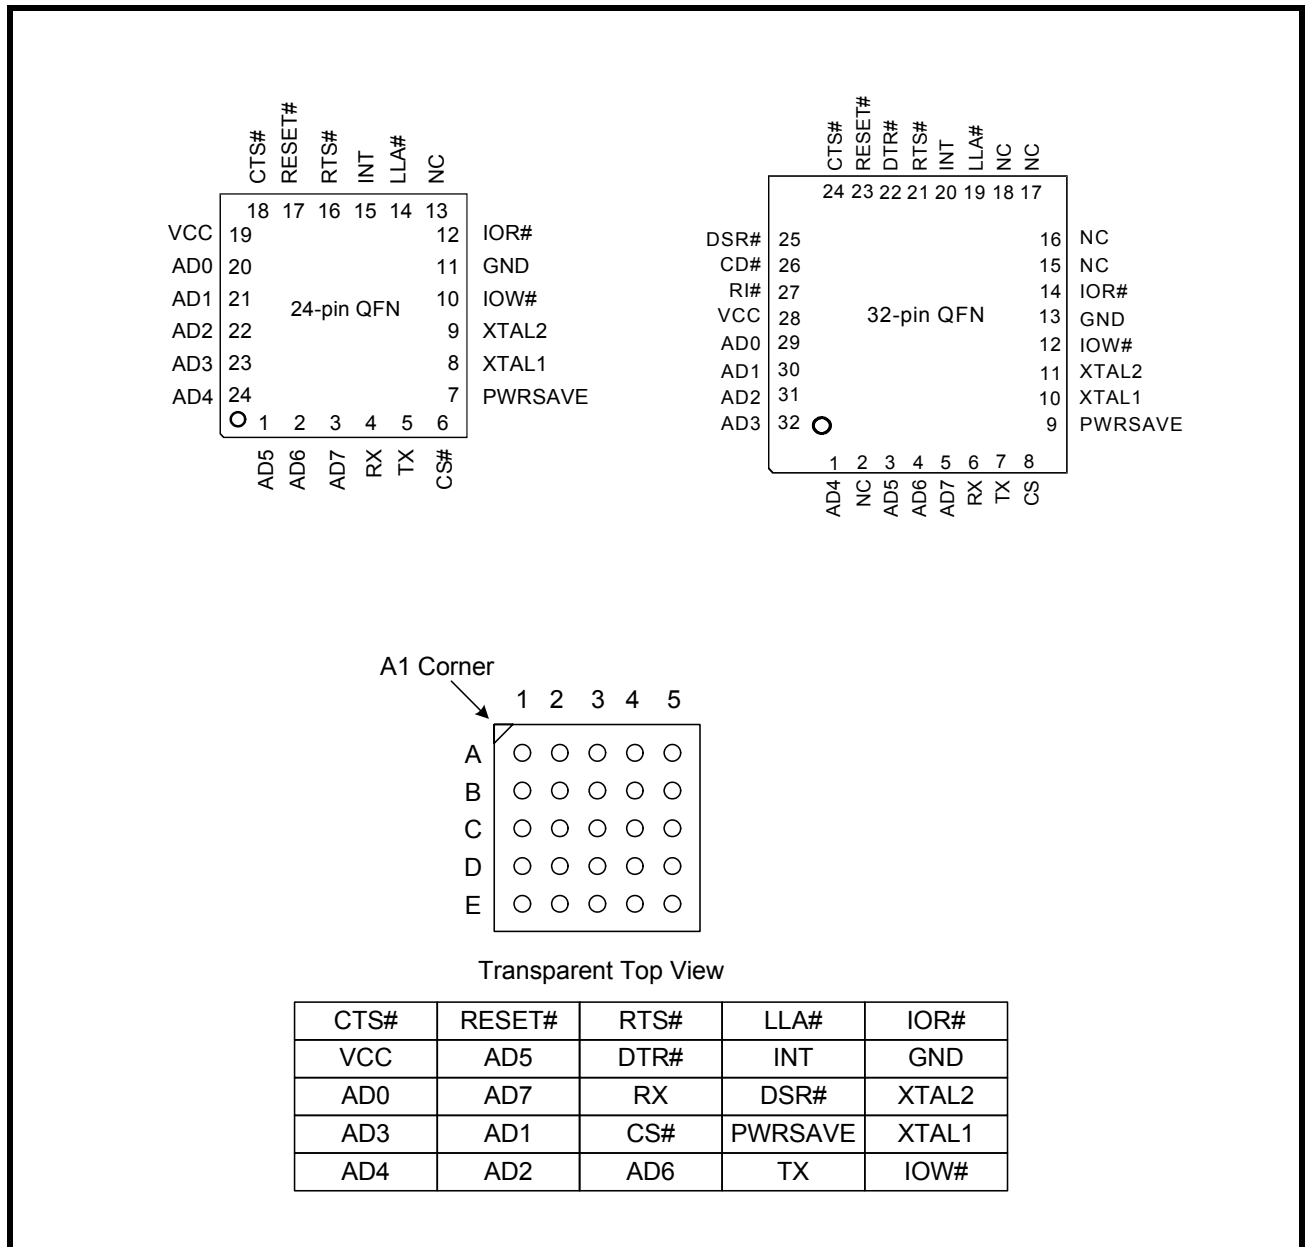 CTS# RESET# RTS# INT LLA# NC
18 17 16 15 14 13
VCC 19 12 IOR#
AD0 20 11 GND
AD1 21 24-pin QFN 10 IOW#
AD2 22 9 XTAL2
AD3 23 8 XTAL1
AD4 24 7 PWRSAVE
1 2 3 4 5 6
AD5 AD6 AD7 RX TX CS#
CTS# RESET# DTR# RTS# INT LLA# NC NC
24 23 22 21 20 19 18 17
DSR# 25 16 NC
CD# 26 15 NC
RI# 27 14 IOR#
VCC 28 32-pin QFN 13 GND
AD0 29 12 IOW#
AD1 30 11 XTAL2
AD2 31 10 XTAL1
AD3 32 9 PWRSAVE
1 2 3 4 5 6 7 8
AD4 NC AD5 AD6 AD7 RX TX CS
A1 Corner
1 2 3 4 5
A
B
C
D
E
Transparent Top View
CTS# RESET# RTS# LLA# IOR#
VCC AD5 DTR# INT GND
AD0 AD7 RX DSR# XTAL2
AD3 AD1 CS# PWRSAVE XTAL1
AD4 AD2 AD6 TX IOW#